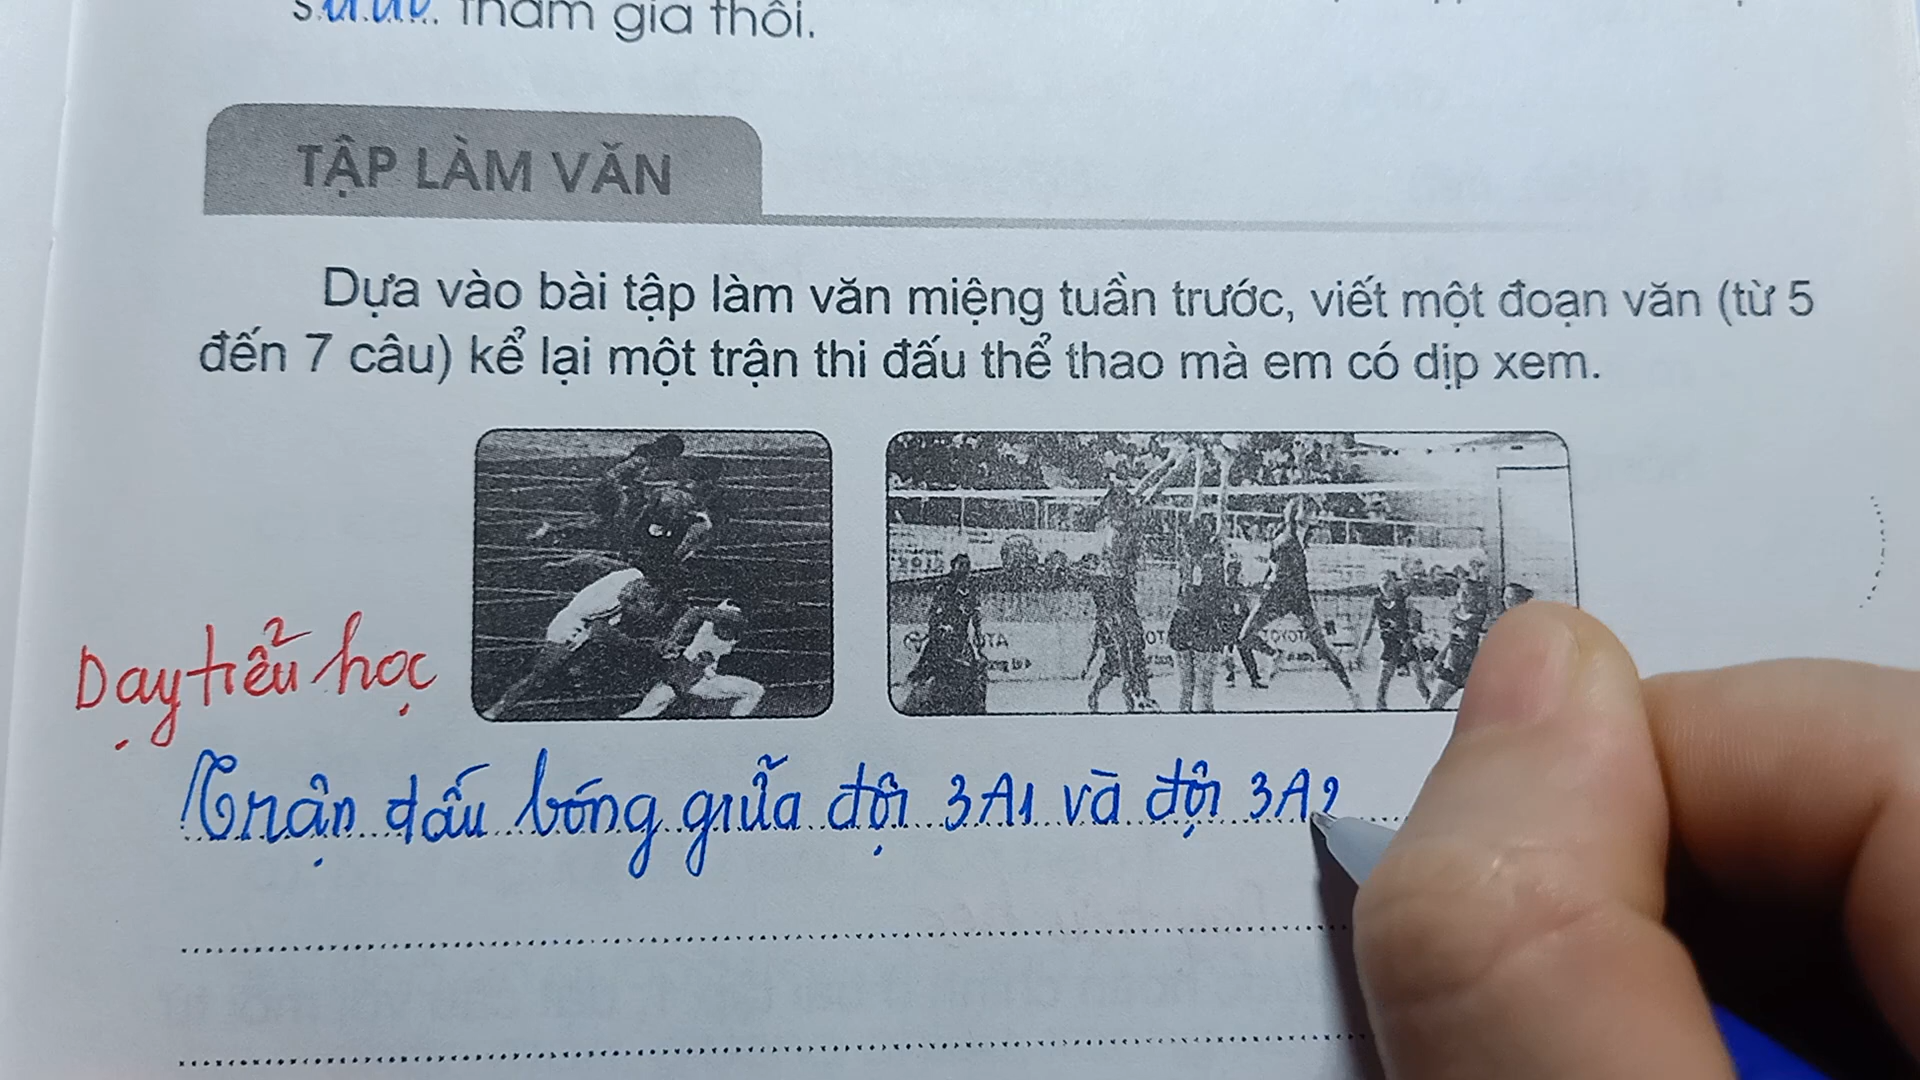 tham gia thôi.
TẬP LÀM VĂN
Dựa vào bài tập làm văn miệng tuần trước, viết một đoạn văn (từ 5
đến 7 câu) kể lại một trận thi đấu thể thao mà em có dịp xem.
Dạy tiểu học
Trận đấu bóng giữa đội 3A1 và đội 3A2